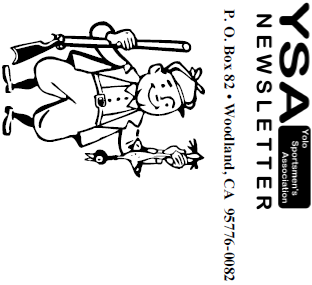 YSA
Yolo
Sportsmen's
Association
NEWSLETTER
P. O. Box 82 • Woodland, CA 95776-0082